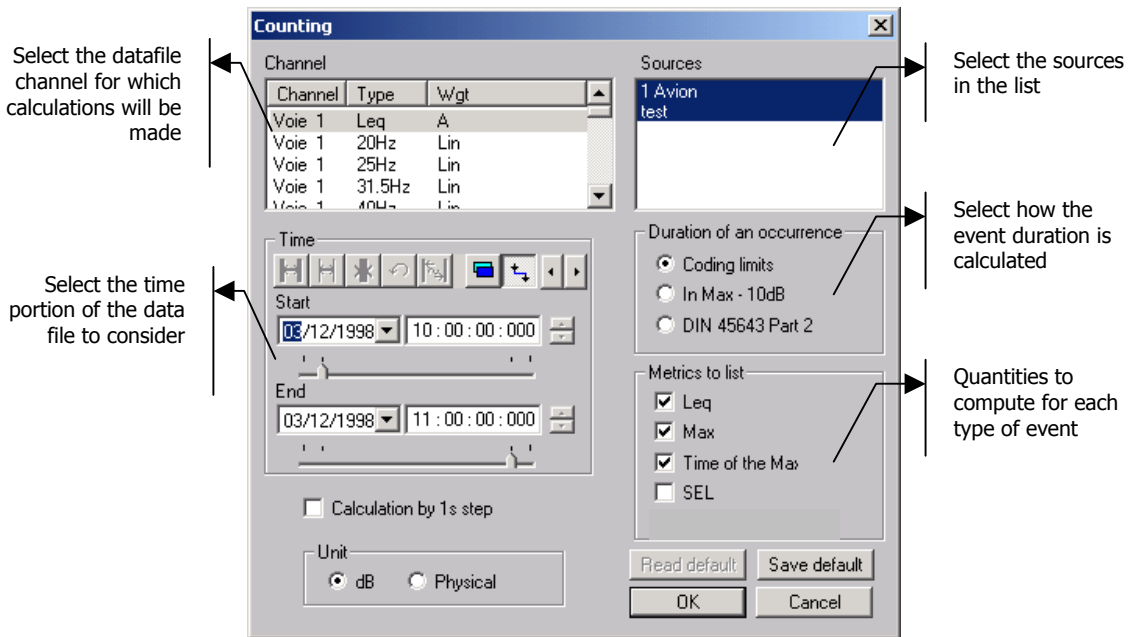 Counting
Select the datafile
channel for which
calculations will be
made
Channel
Channel Type Wgt
Voie 1 Leq A
Voie 1 20Hz Lin
Voie 1 25Hz Lin
Voie 1 31.5Hz Lin
Voie 1 40Hz Lin
Sources
1 Avion
test
Select the sources
in the list
Select the time
portion of the data
file to consider
Time
Start
03/12/1998 10:00:00:000
End
03/12/1998 11:00:00:000
Duration of an occurrence
Coding limits
In Max - 10dB
DIN 45643 Part 2
Select how the
event duration is
calculated
Metrics to list
Leq
Max
Time of the Max
SEL
Quantities to
compute for each
type of event
Calculation by 1s step
Unit
dB Physical
Read default Save default
OK Cancel